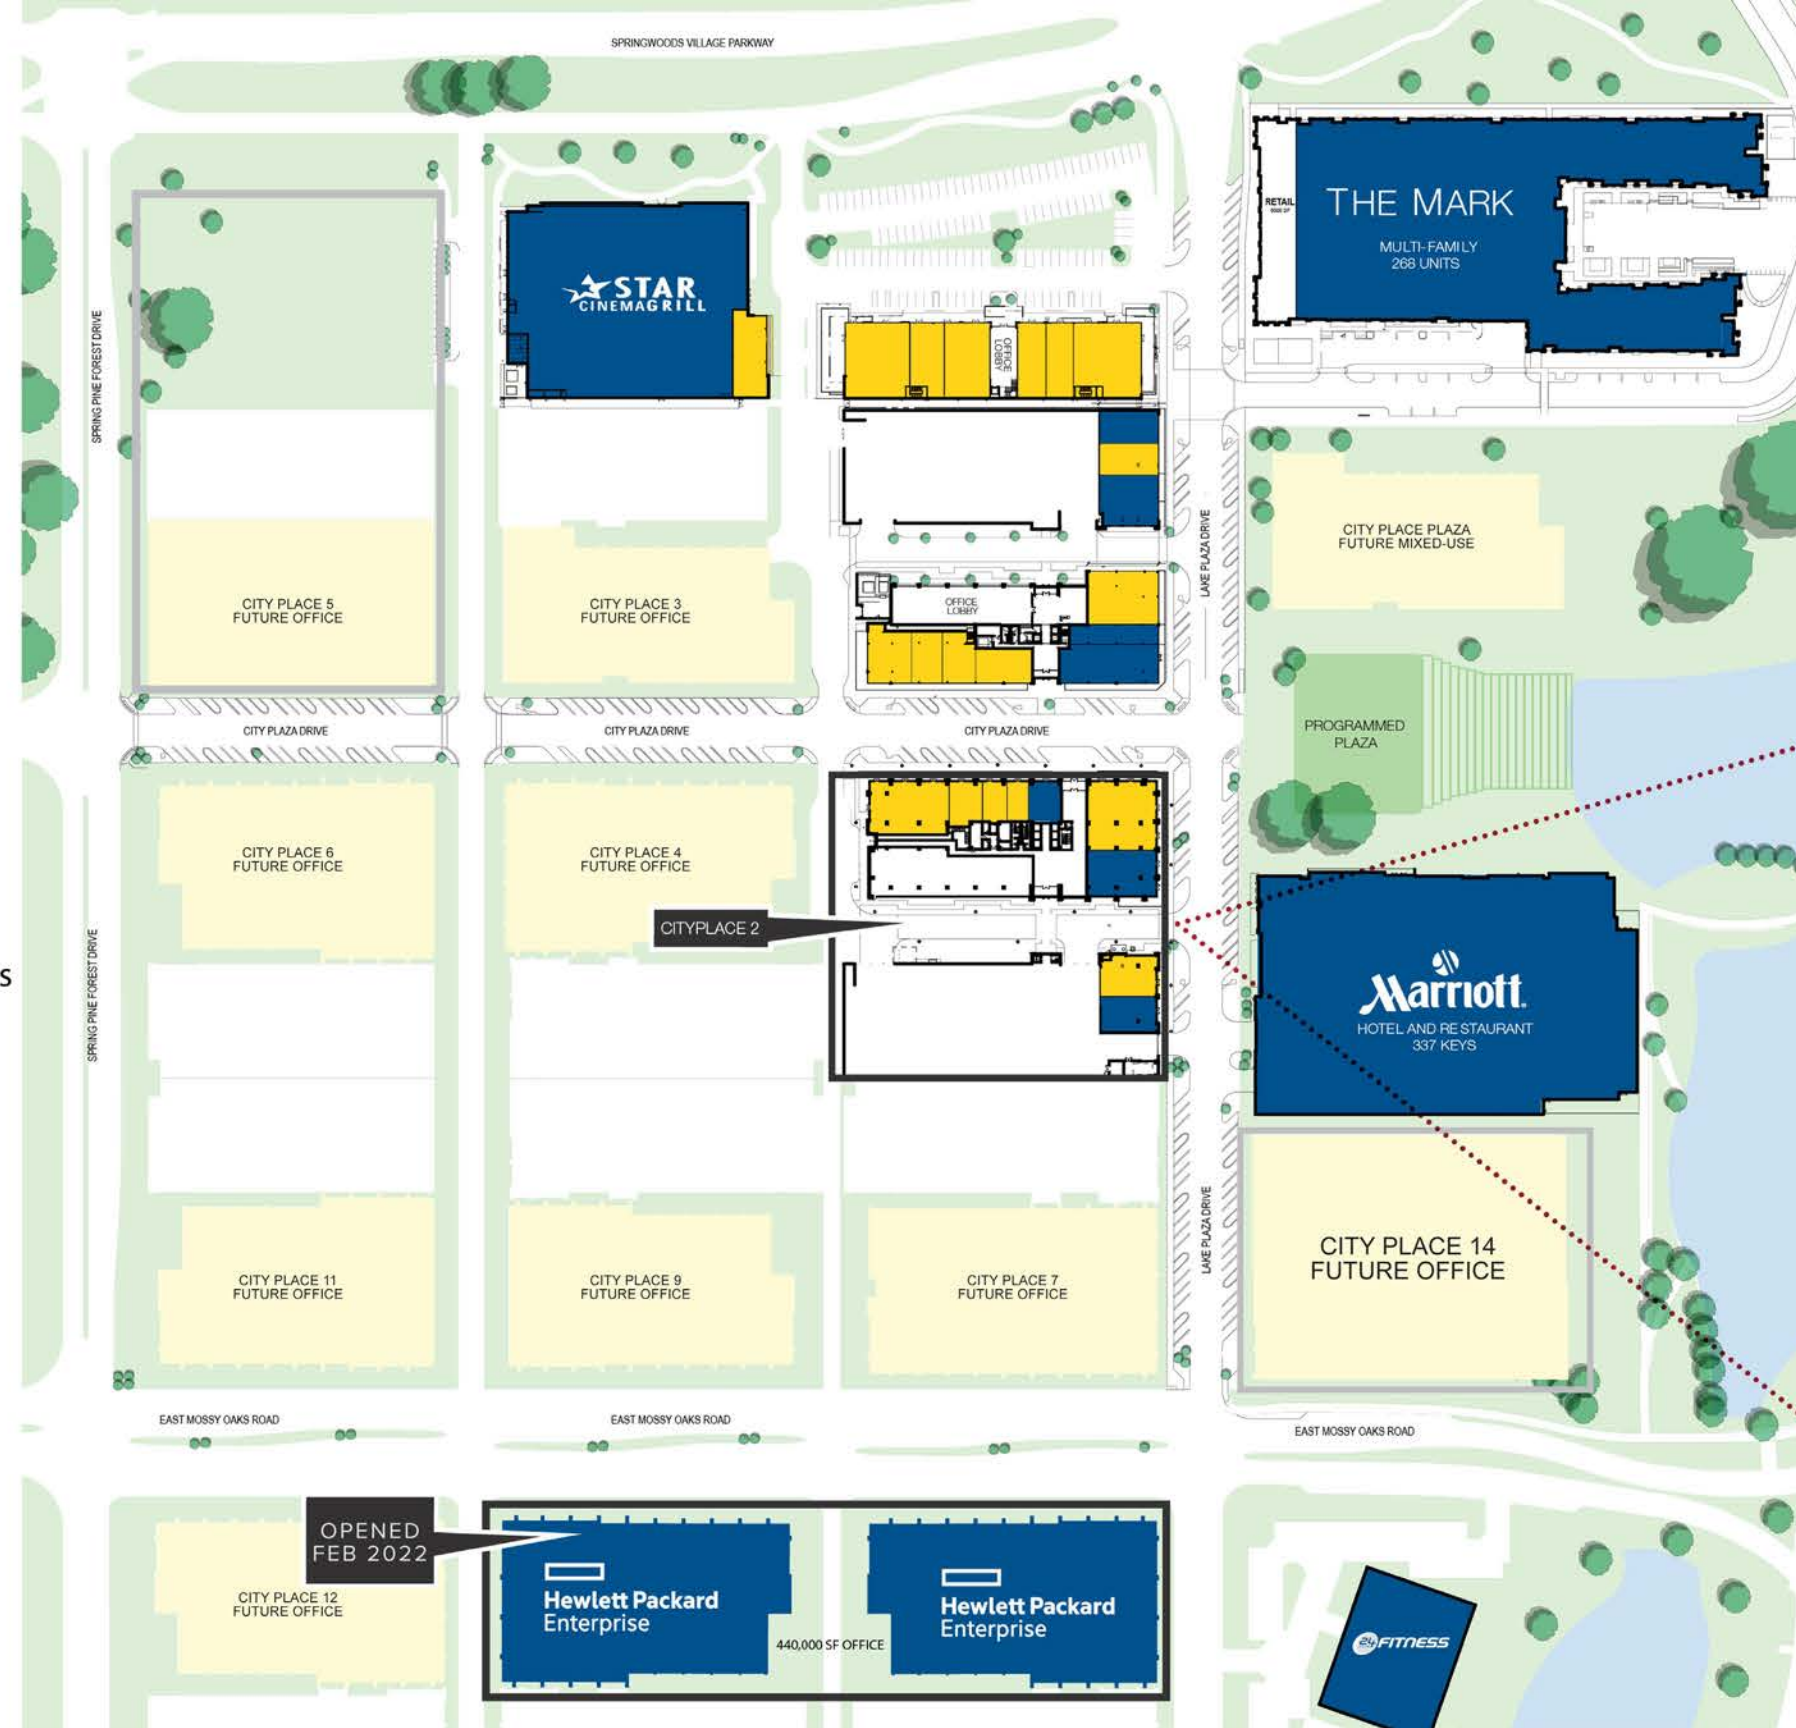 SPRINGWOODS VILLAGE PARKWAY
RETAIL
THE MARK
MULTI-FAMILY
268 UNITS
STAR
CINEMAGRILL
OFFICE
LOBBY
SPRING PINE FOREST DRIVE
LAKE PLAZA DRIVE
CITY PLACE PLAZA
FUTURE MIXED-USE
CITY PLACE 5
FUTURE OFFICE
CITY PLACE 3
FUTURE OFFICE
OFFICE
LOBBY
CITY PLAZA DRIVE
CITY PLAZA DRIVE
CITY PLAZA DRIVE
PROGRAMMED
PLAZA
CITY PLACE 6
FUTURE OFFICE
CITY PLACE 4
FUTURE OFFICE
CITYPLACE 2
S
SPRING PINE FOREST DRIVE
Marriott
HOTEL AND RESTAURANT
337 KEYS
LAKE PLAZA DRIVE
CITY PLACE 11
FUTURE OFFICE
CITY PLACE 9
FUTURE OFFICE
CITY PLACE 7
FUTURE OFFICE
CITY PLACE 14
FUTURE OFFICE
EAST MOSSY OAKS ROAD
EAST MOSSY OAKS ROAD
EAST MOSSY OAKS ROAD
OPENED
FEB 2022
CITY PLACE 12
FUTURE OFFICE
Hewlett Packard
Enterprise
440,000 SF OFFICE
Hewlett Packard
Enterprise
24 FITNESS